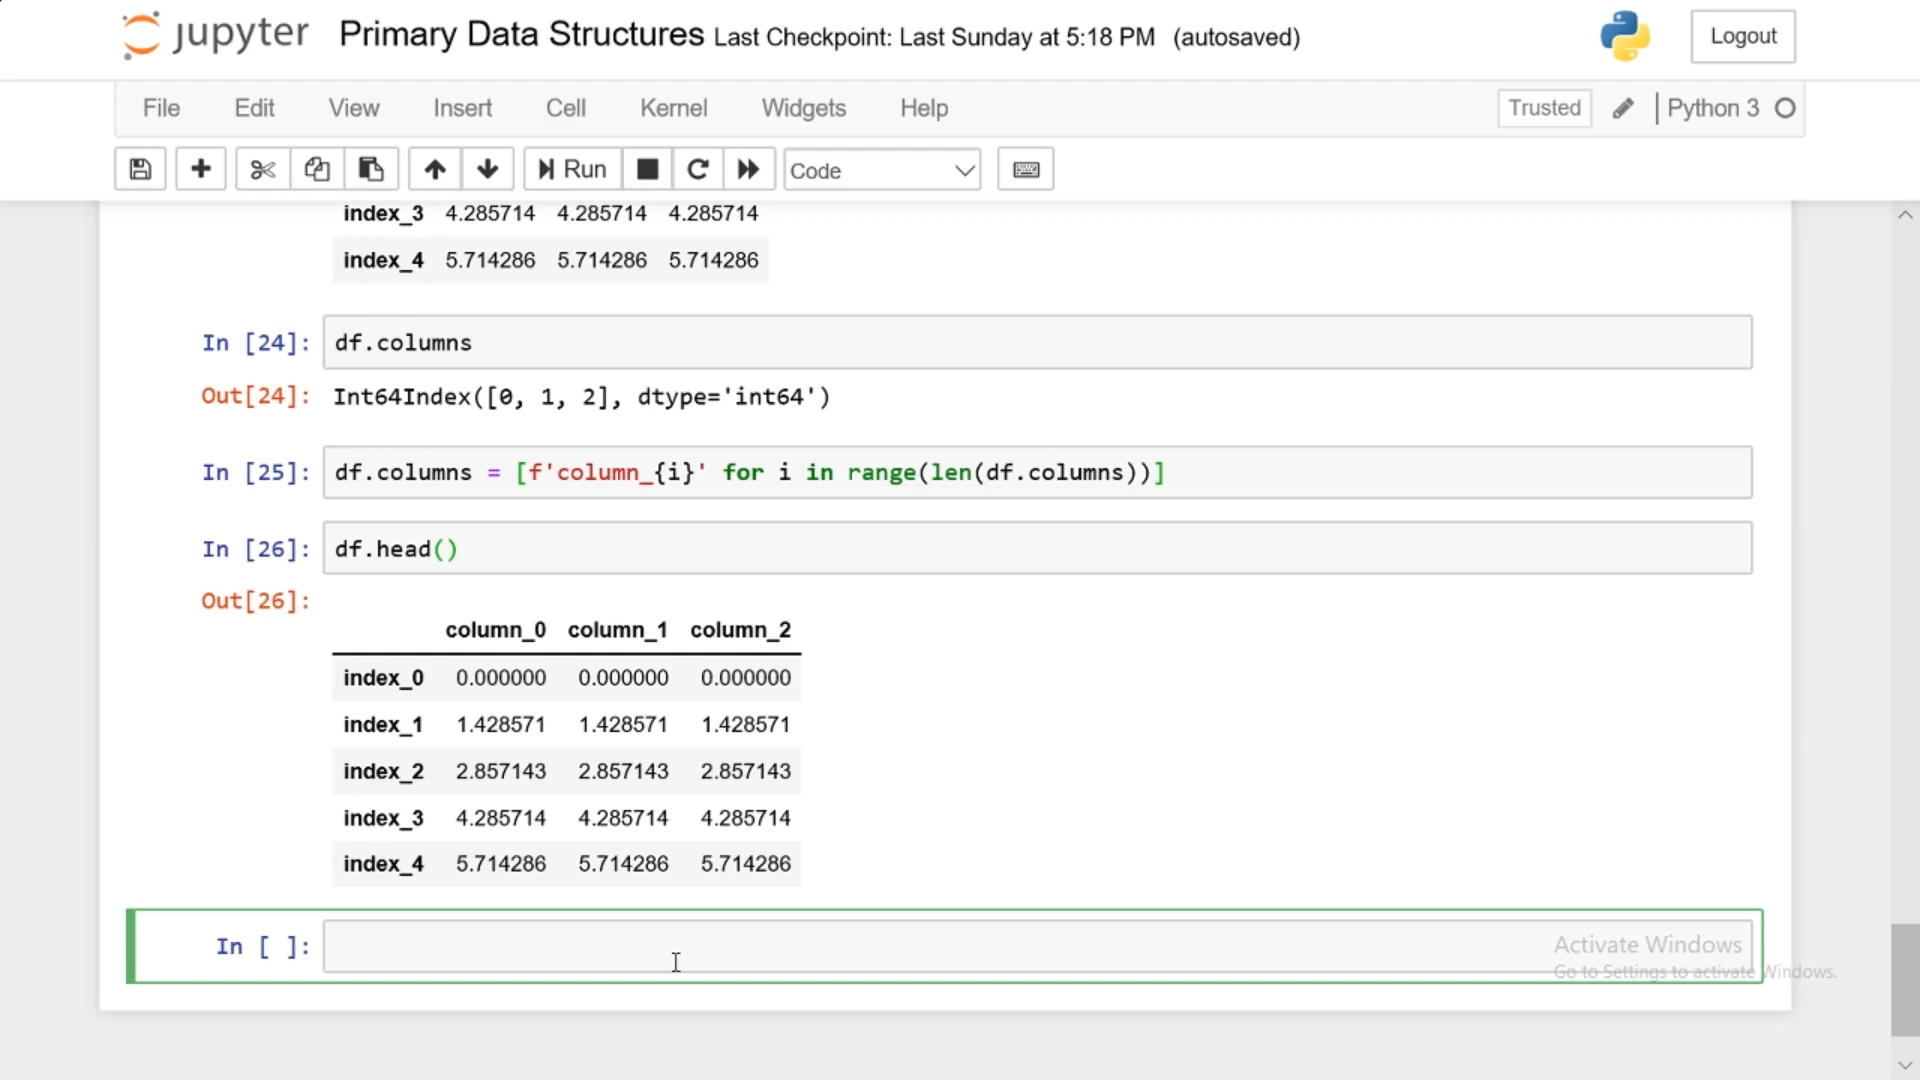 jupyter Primary Data Structures Last Checkpoint: Last Sunday at 5:18 PM (autosaved) Logout
File Edit View Insert Cell Kernel Widgets Help Trusted Python 3
Run Code
index_3 4.285714 4.285714 4.285714
index_4 5.714286 5.714286 5.714286
In [24]: df.columns
Out[24]: Int64Index([0, 1, 2], dtype='int64')
In [25]: df.columns = [f'column_{i}' for i in range(len(df.columns))]
In [26]: df.head()
Out[26]:
column_0 column_1 column_2
index_0 0.000000 0.000000 0.000000
index_1 1.428571 1.428571 1.428571
index_2 2.857143 2.857143 2.857143
index_3 4.285714 4.285714 4.285714
index_4 5.714286 5.714286 5.714286
In [ ]:
Activate Windows
Go to Settings to activate Windows.